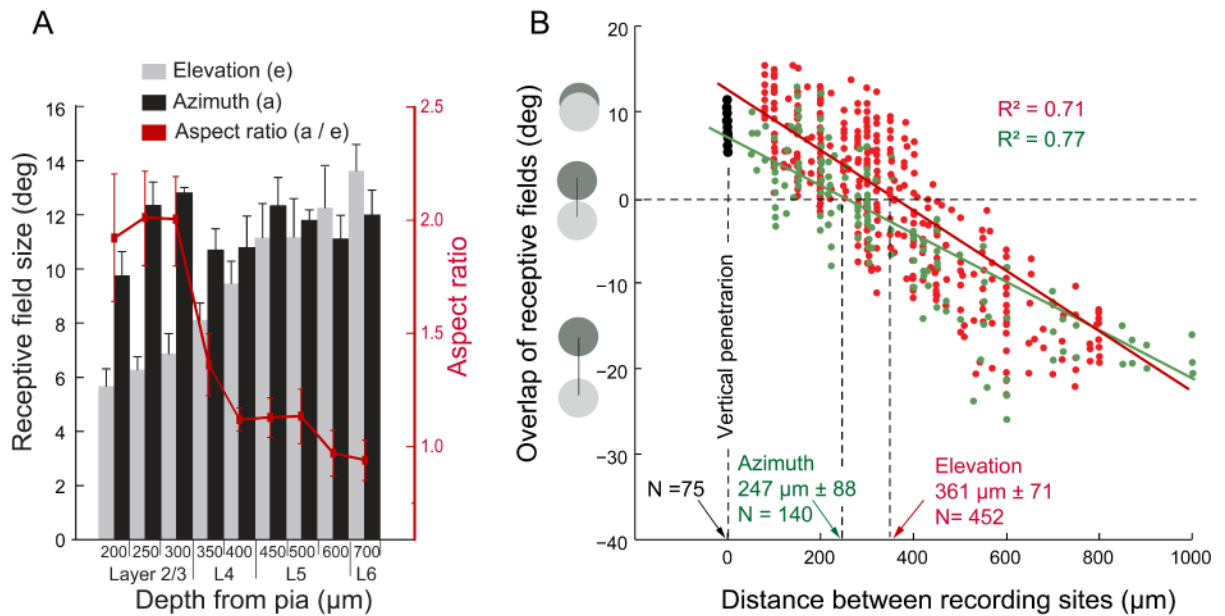 A
Elevation (e)
Azimuth (a)
Aspect ratio (a / e)
Receptive field size (deg)
16
14
12
10
8
6
4
2
0
2.5
2.0
1.5
1.0
Aspect ratio
200 250 300 350 400 450 500 600 700
Layer 2/3 L4 L5 L6
Depth from pia (µm)
B
Overlap of receptive fields (deg)
20
10
0
−10
−20
−30
−40
R² = 0.71
R² = 0.77
Vertical penetrarion
N =75
Azimuth
247 µm ± 88
N = 140
Elevation
361 µm ± 71
N= 452
0 200 400 600 800 1000
Distance between recording sites (µm)